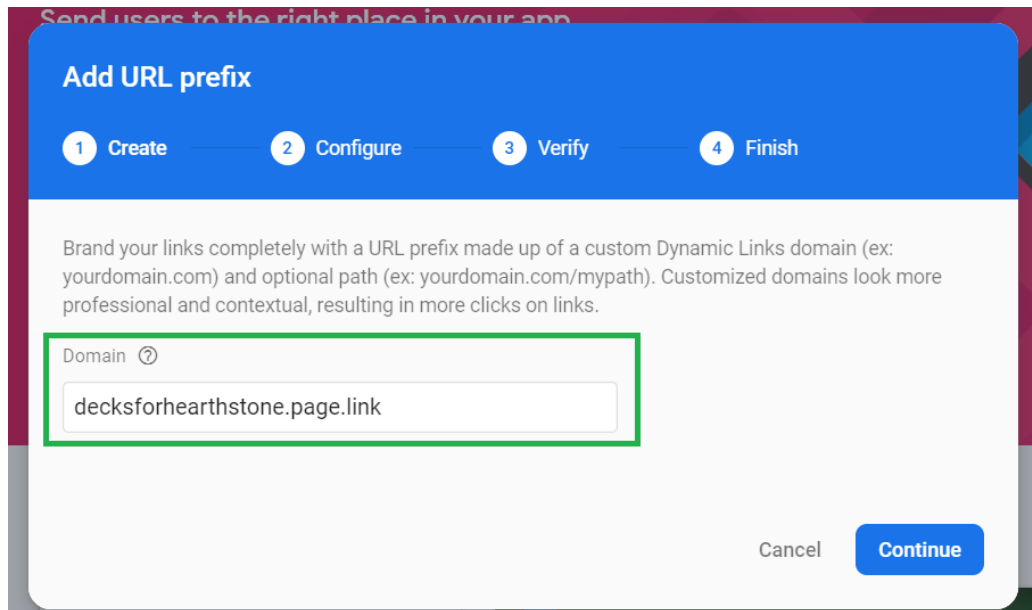 Send users to the right place in your app
Add URL prefix
1 Create 2 Configure 3 Verify 4 Finish
Brand your links completely with a URL prefix made up of a custom Dynamic Links domain (ex:
yourdomain.com) and optional path (ex: yourdomain.com/mypath). Customized domains look more
professional and contextual, resulting in more clicks on links.
Domain ?
decksforhearthstone.page.link
Cancel Continue